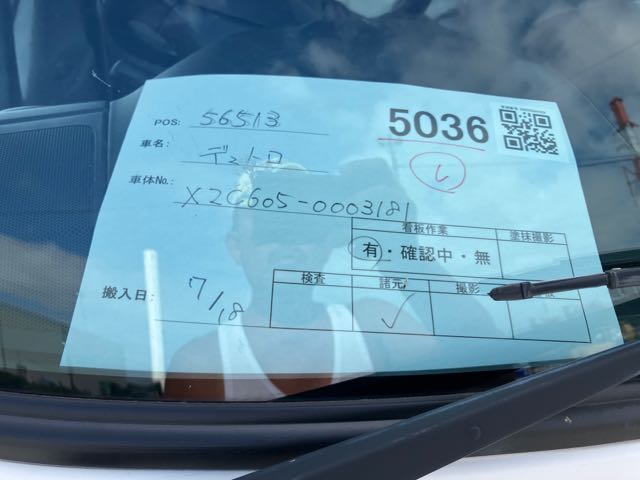 POS: 56513
5036
車名: デュトロ
レ
車体No.: X2C605-0003181
看板作業 塗抹撮影
有・確認中・無
搬入日: 7/18
検査 諸元 撮影